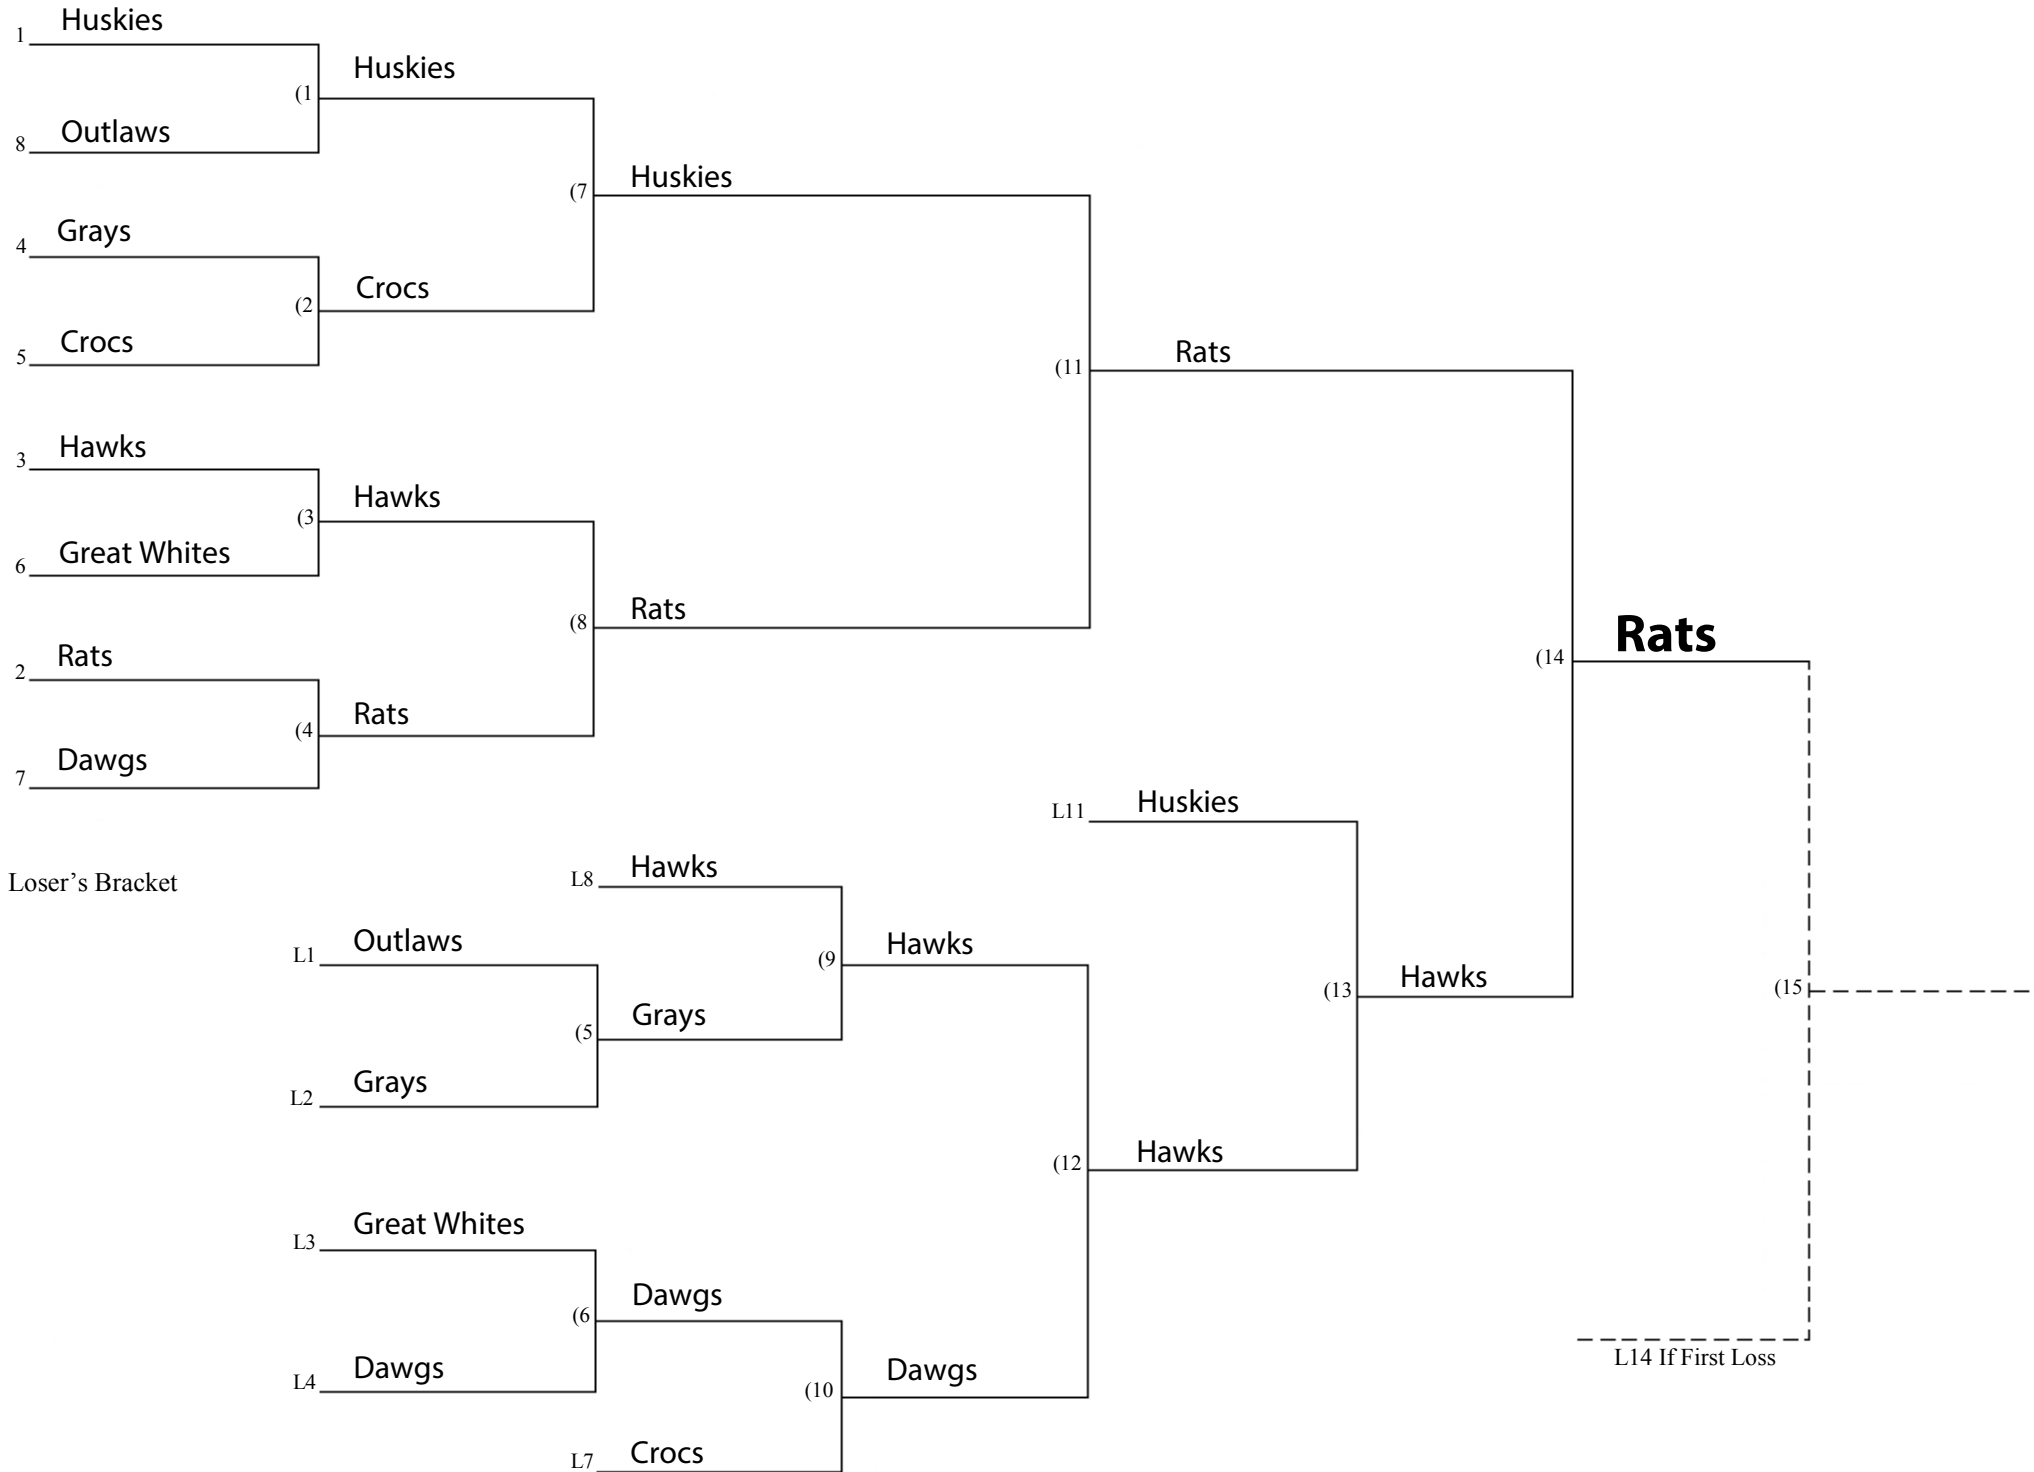 Huskies
1
Huskies
(1
Outlaws
8
Huskies
(7
Grays
4
Crocs
(2
Crocs
5
Rats
(11
Hawks
3
Hawks
(3
Great Whites
6
Rats
(8
Rats
2
Rats
(4
Dawgs
7
Rats
(14
Huskies
L11
Loser's Bracket
Hawks
L8
Outlaws
L1
Hawks
(9
Grays
(5
Grays
L2
Hawks
(13
(15
Hawks
(12
Great Whites
L3
Dawgs
(6
Dawgs
L4
Dawgs
(10
Crocs
L7
L14 If First Loss